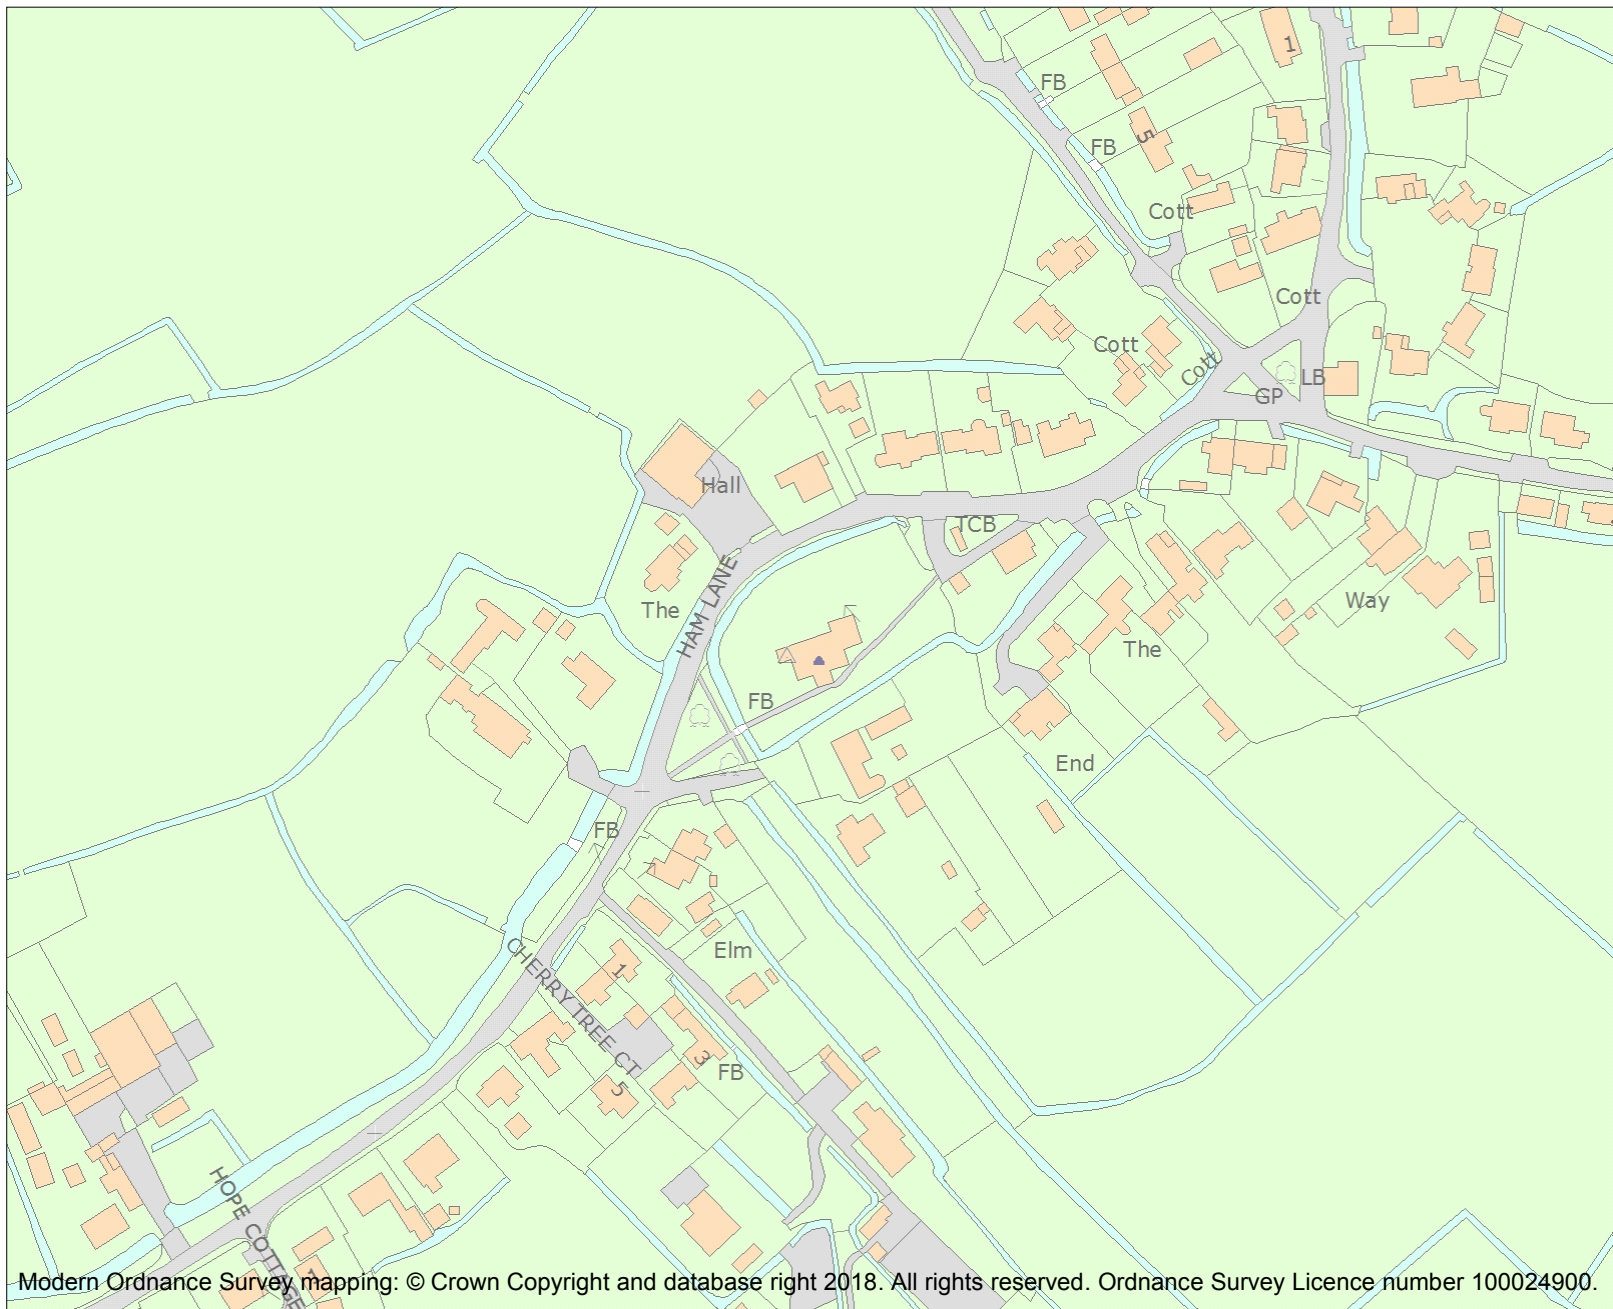 1
FB
5
FB
Cott
Cott
Cott
Cott
LB
GP
Hall
TCB
HAM LANE
The
Way
The
FB
End
FB
CHERRY TREE CT
Elm
1
3
FB
5
HOPE COTTAGE
Modern Ordnance Survey mapping: © Crown Copyright and database right 2018. All rights reserved. Ordnance Survey Licence number 100024900.